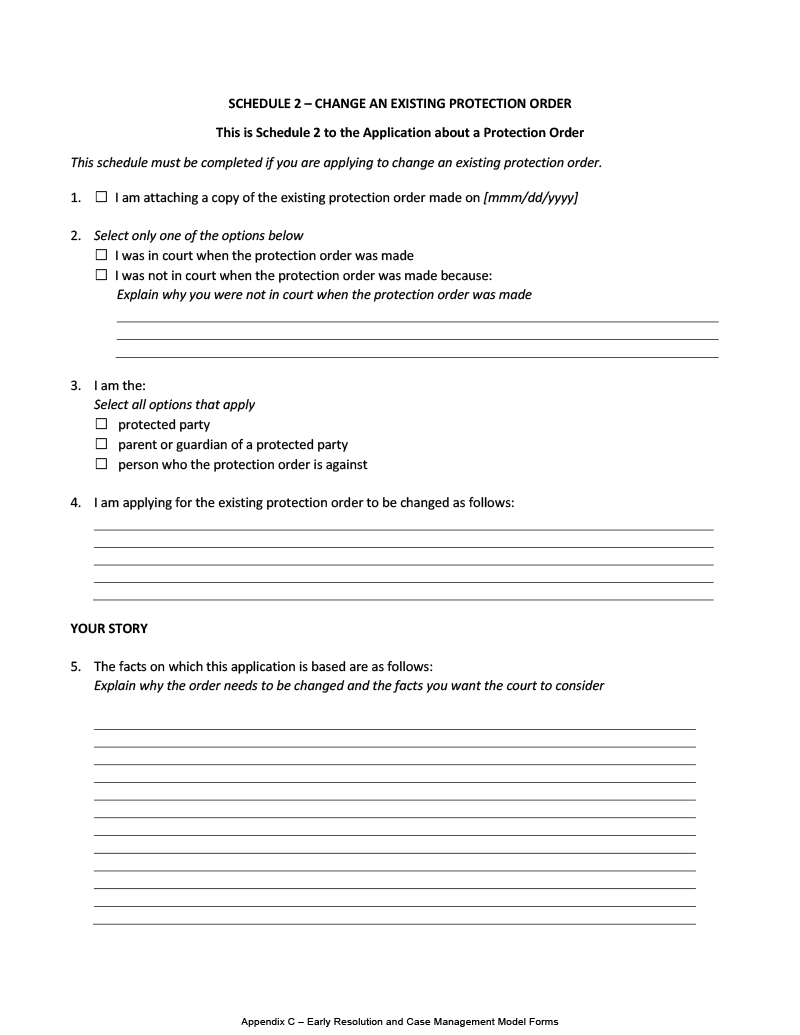 SCHEDULE 2 – CHANGE AN EXISTING PROTECTION ORDER
This is Schedule 2 to the Application about a Protection Order
This schedule must be completed if you are applying to change an existing protection order.
1. ☐ I am attaching a copy of the existing protection order made on [mmm/dd/yyyy]
2. Select only one of the options below
☐ I was in court when the protection order was made
☐ I was not in court when the protection order was made because:
Explain why you were not in court when the protection order was made
3. I am the:
Select all options that apply
☐ protected party
☐ parent or guardian of a protected party
☐ person who the protection order is against
4. I am applying for the existing protection order to be changed as follows:
YOUR STORY
5. The facts on which this application is based are as follows:
Explain why the order needs to be changed and the facts you want the court to consider
Appendix C – Early Resolution and Case Management Model Forms